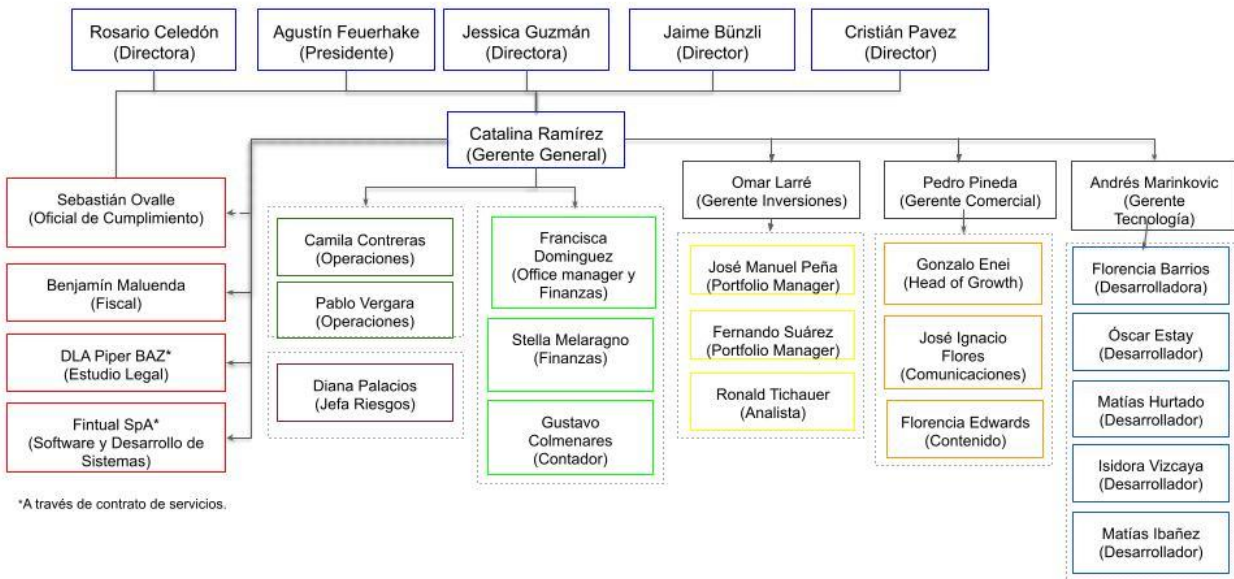 Rosario Celedón
(Directora)
Agustín Feuerhake
(Presidente)
Jessica Guzmán
(Directora)
Jaime Bünzli
(Director)
Cristián Pavez
(Director)
Catalina Ramírez
(Gerente General)
Sebastián Ovalle
(Oficial de Cumplimiento)
Benjamín Maluenda
(Fiscal)
DLA Piper BAZ*
(Estudio Legal)
Fintual SpA*
(Software y Desarrollo de
Sistemas)
*A través de contrato de servicios.
Camila Contreras
(Operaciones)
Pablo Vergara
(Operaciones)
Diana Palacios
(Jefa Riesgos)
Francisca
Dominguez
(Office manager y
Finanzas)
Stella Melaragno
(Finanzas)
Gustavo
Colmenares
(Contador)
Omar Larré
(Gerente Inversiones)
José Manuel Peña
(Portfolio Manager)
Fernando Suárez
(Portfolio Manager)
Ronald Tichauer
(Analista)
Pedro Pineda
(Gerente Comercial)
Gonzalo Enei
(Head of Growth)
José Ignacio
Flores
(Comunicaciones)
Florencia Edwards
(Contenido)
Andrés Marinkovic
(Gerente
Tecnología)
Florencia Barrios
(Desarrolladora)
Óscar Estay
(Desarrollador)
Matías Hurtado
(Desarrollador)
Isidora Vizcaya
(Desarrollador)
Matías Ibañez
(Desarrollador)